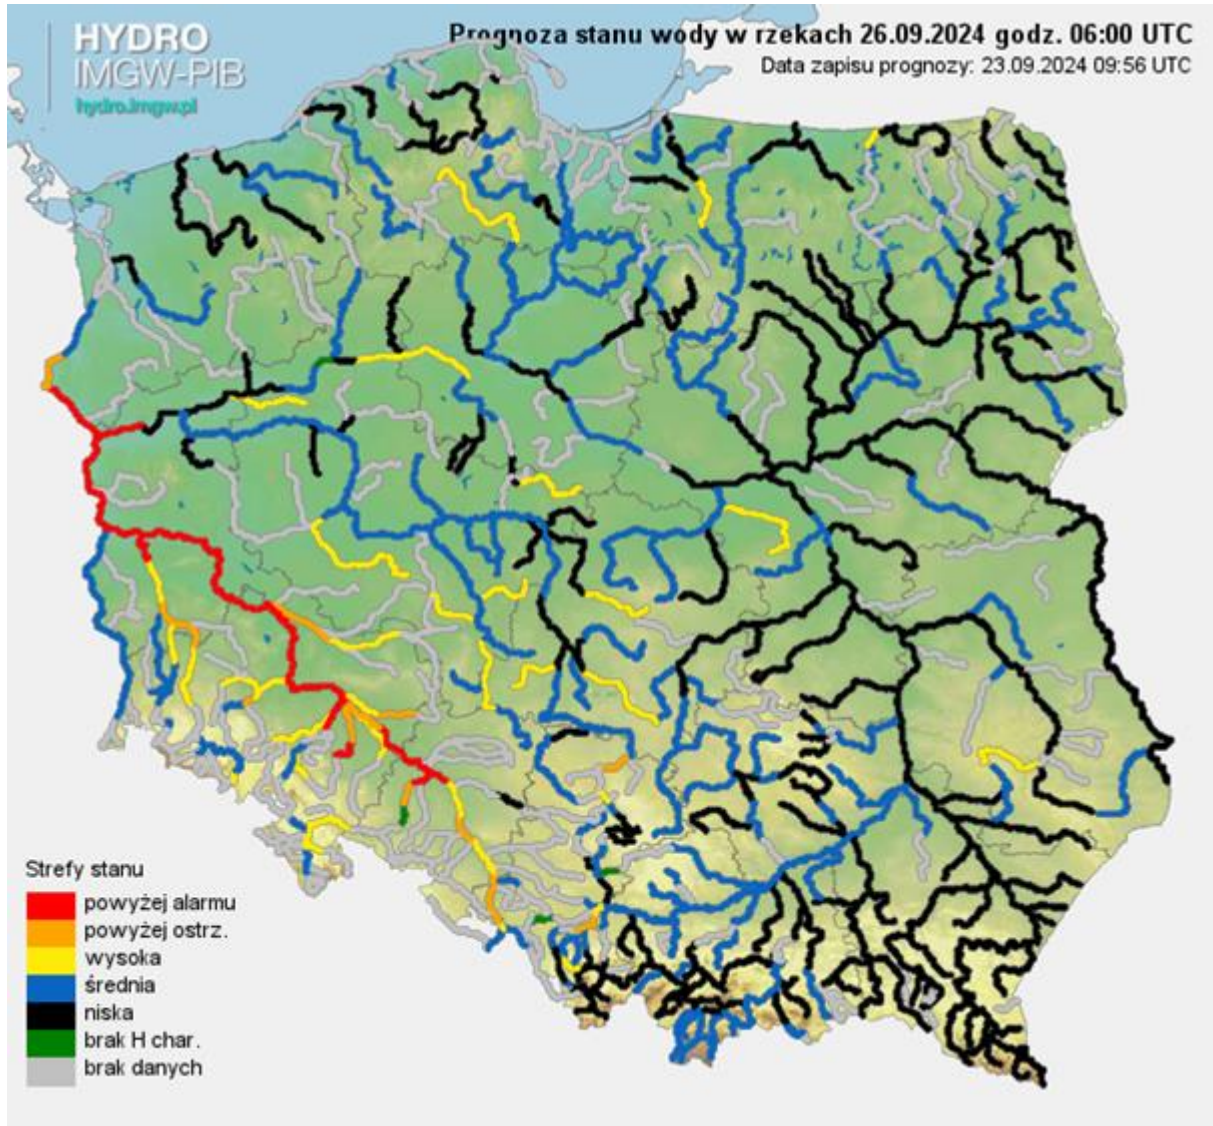 HYDRO
IMGW-PIB
hydro.imgw.pl
Prognoza stanu wody w rzekach 26.09.2024 godz. 06:00 UTC
Data zapisu prognozy: 23.09.2024 09:56 UTC
Strefy stanu
powyżej alarmu
powyżej ostrz.
wysoka
średnia
niska
brak H char.
brak danych